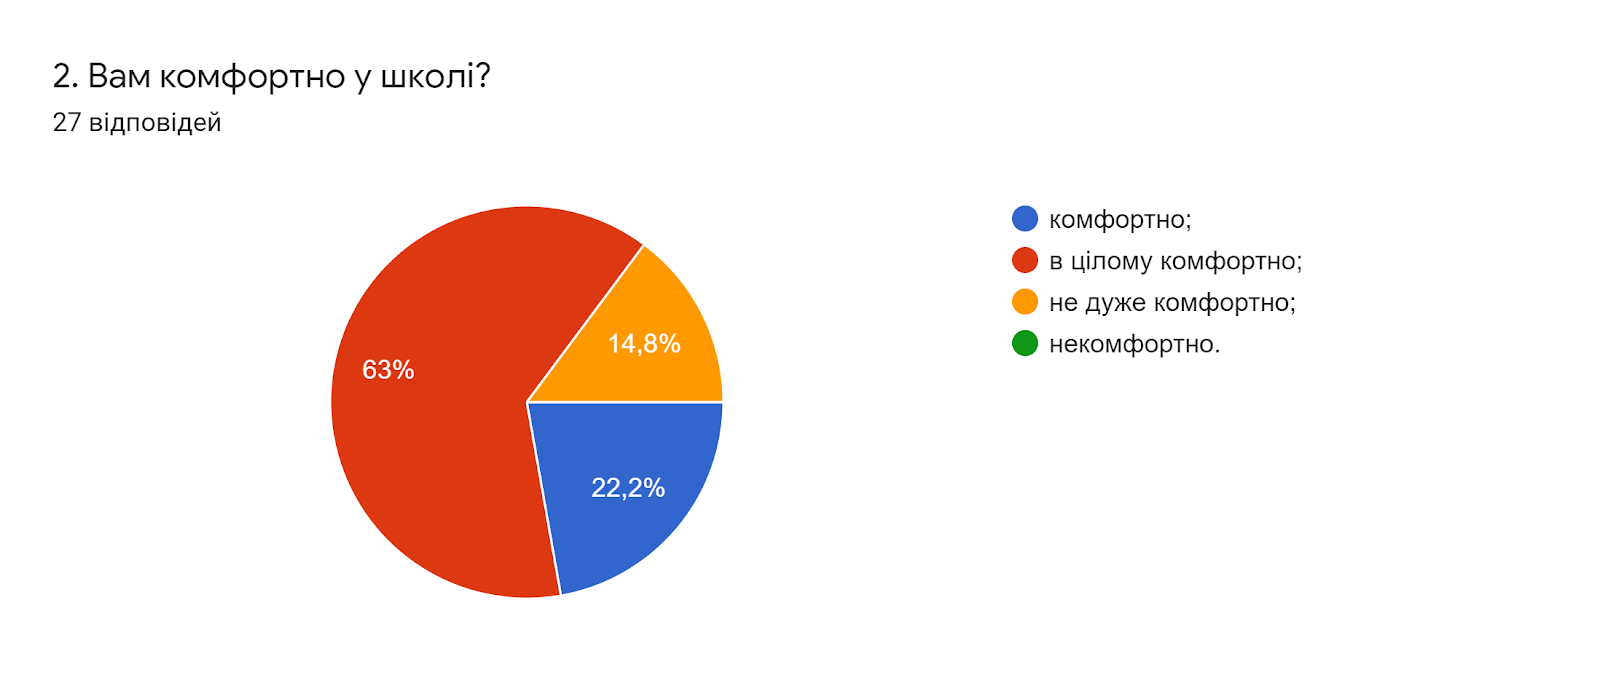 2. Вам комфортно у школі?
27 відповідей
комфортно;
в цілому комфортно;
не дуже комфортно;
некомфортно.
14,8%
63%
22,2%